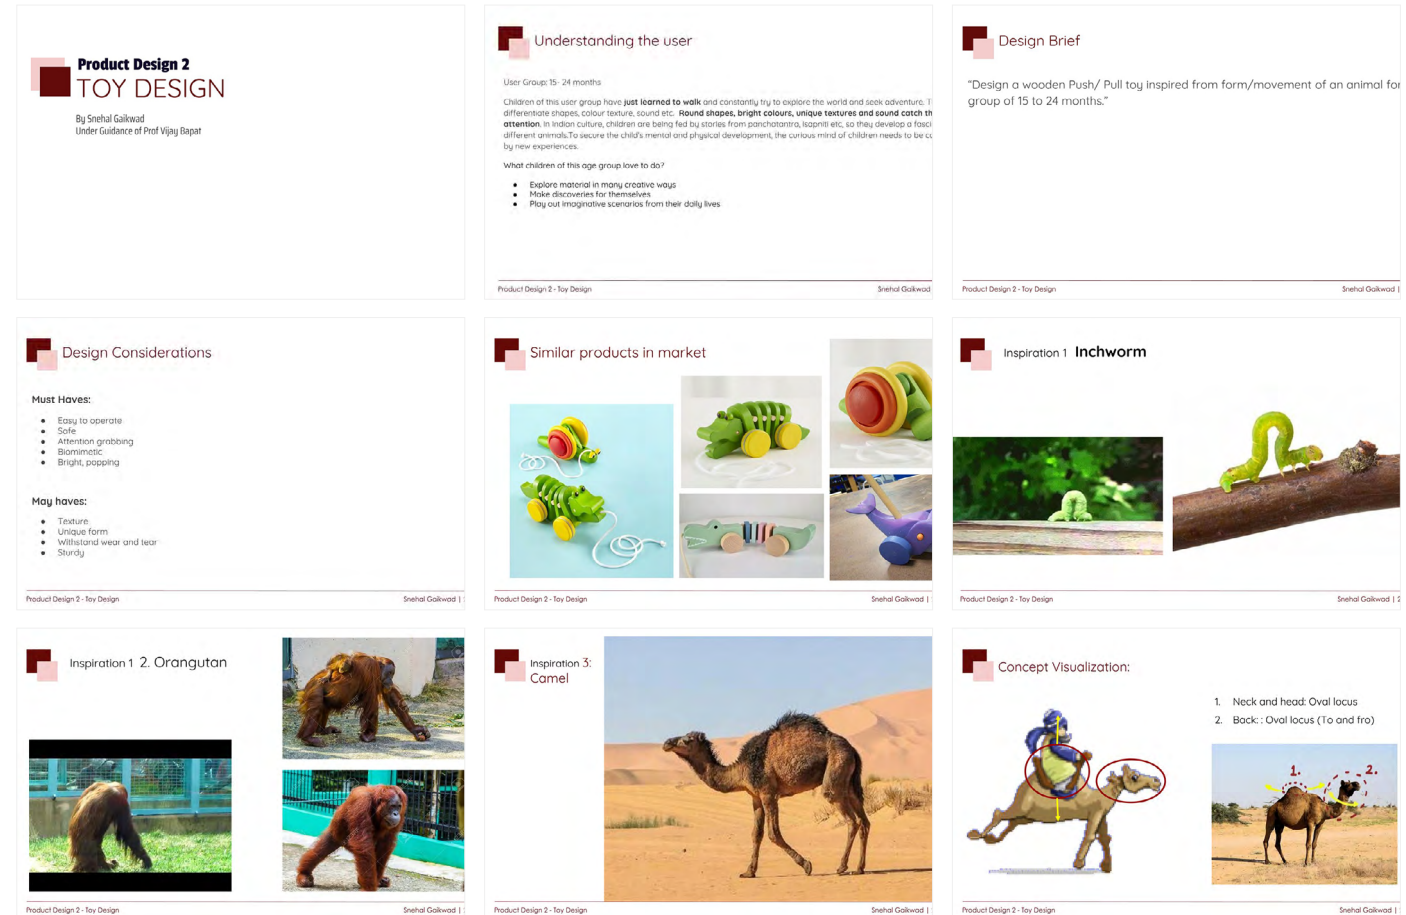 Product Design 2
TOY DESIGN
By Snehal Gaikwad
Under Guidance of Prof Vijay Bapat
Understanding the user
User Group: 15- 24 months
Children of this user group have just learned to walk and constantly try to explore the world and seek adventure. T
differentiate shapes, colour texture, sound etc. Round shapes, bright colours, unique textures and sound catch th
attention. In Indian culture, children are being fed by stories from panchatantra, isapniti etc, so they develop a fasci
different animals.To secure the child's mental and physical development, the curious mind of children needs to be cu
by new experiences.
What children of this age group love to do?
● Explore material in many creative ways
● Make discoveries for themselves
● Play out imaginative scenarios from their daily lives
Product Design 2 - Toy Design
Snehal Gaikwad
Design Brief
“Design a wooden Push/ Pull toy inspired from form/movement of an animal for
group of 15 to 24 months.”
Product Design 2 - Toy Design
Snehal Gaikwad |
Design Considerations
Must Haves:
● Easy to operate
● Safe
● Attention grabbing
● Biomimetic
● Bright, popping
May haves:
● Texture
● Unique form
● Withstand wear and tear
● Sturdy
Product Design 2 - Toy Design
Snehal Gaikwad |
Similar products in market
Product Design 2 - Toy Design
Snehal Gaikwad |
Inspiration 1 Inchworm
Product Design 2 - Toy Design
Snehal Gaikwad | 2
Inspiration 1 2. Orangutan
Product Design 2 - Toy Design
Snehal Gaikwad |
Inspiration 3:
Camel
Product Design 2 - Toy Design
Snehal Gaikwad |
Concept Visualization:
1. Neck and head: Oval locus
2. Back: : Oval locus (To and fro)
1.
2.
Product Design 2 - Toy Design
Snehal Gaikwad |